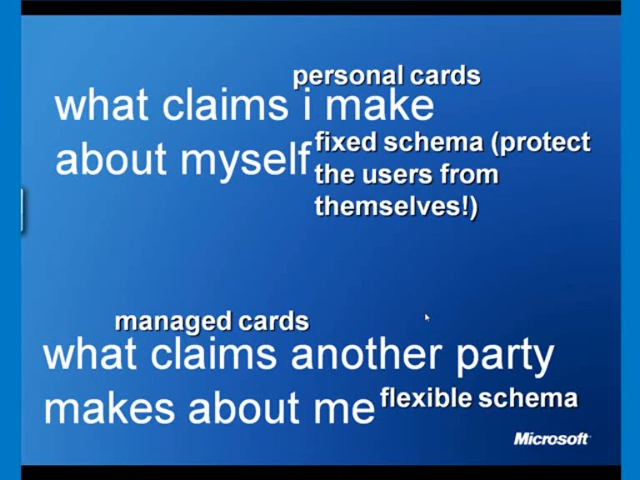 personal cards
what claims i make
about myself
fixed schema (protect
the users from
themselves!)
managed cards
what claims another party
makes about me
flexible schema
Microsoft